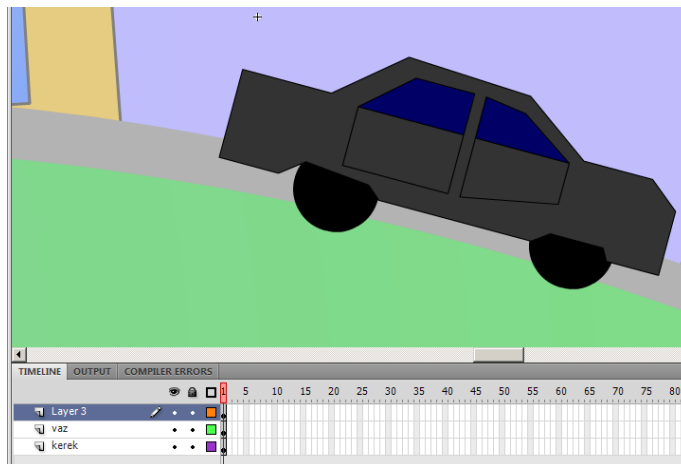 TIMELINE OUTPUT COMPILER ERRORS
1 5 10 15 20 25 30 35 40 45 50 55 60 65 70 75 80
Layer 3
vaz
kerek